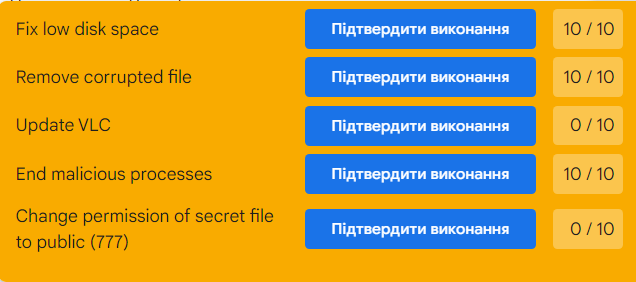 Fix low disk space
Підтвердити виконання
10 / 10
Remove corrupted file
Підтвердити виконання
10 / 10
Update VLC
Підтвердити виконання
0 / 10
End malicious processes
Підтвердити виконання
10 / 10
Change permission of secret file
to public (777)
Підтвердити виконання
0 / 10